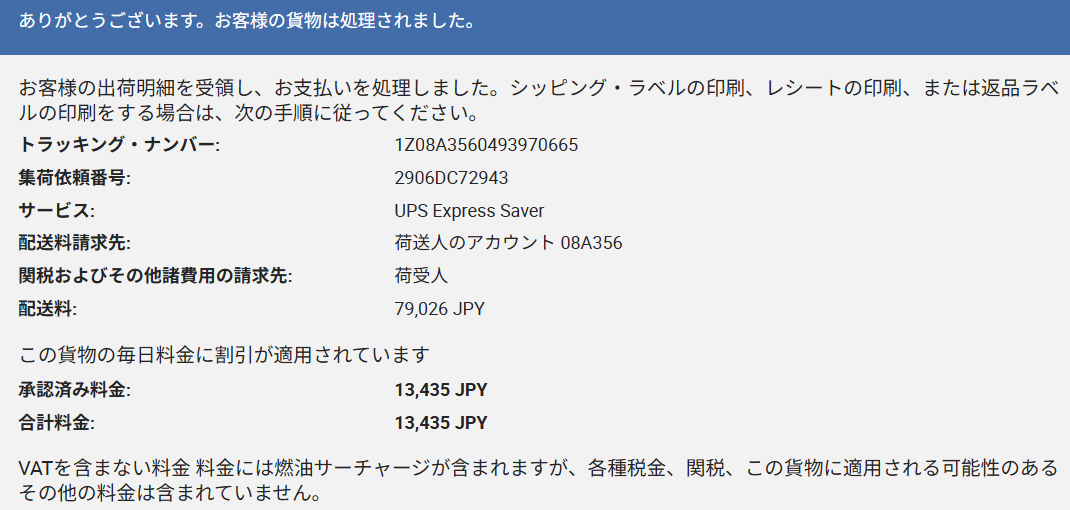 ありがとうございます。お客様の貨物は処理されました。
お客様の出荷明細を受領し、お支払いを処理しました。シッピング・ラベルの印刷、レシートの印刷、または返品ラベ
ルの印刷をする場合は、次の手順に従ってください。
トラッキング・ナンバー: 1Z08A3560493970665
集荷依頼番号: 2906DC72943
サービス: UPS Express Saver
配送料請求先: 荷送人のアカウント 08A356
関税およびその他諸費用の請求先: 荷受人
配送料: 79,026 JPY
この貨物の毎日料金に割引が適用されています
承認済み料金: 13,435 JPY
合計料金: 13,435 JPY
VATを含まない料金 料金には燃油サーチャージが含まれますが、各種税金、関税、この貨物に適用される可能性のある
その他の料金は含まれていません。